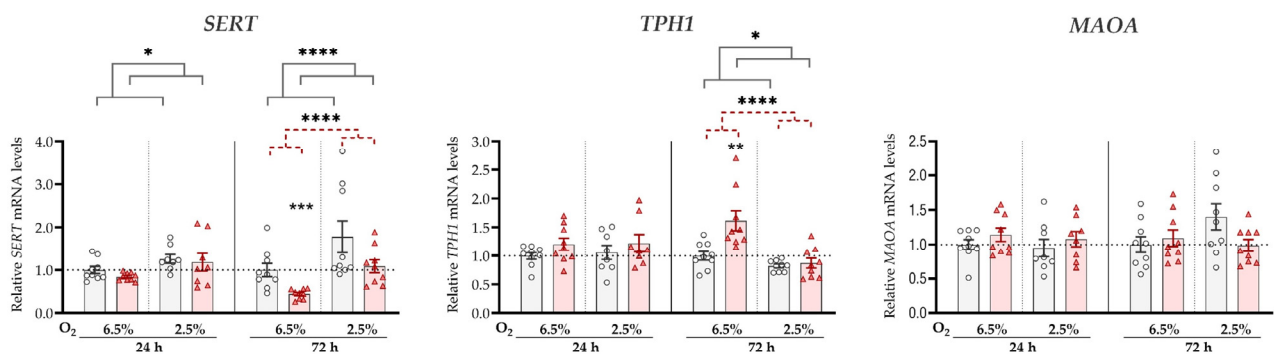 SERT
TPH1
MAOA
* ****
*
**** ****
*** **
Relative SERT mRNA levels
4.0
3.0
2.0
1.0
0.0
O2 6.5% 2.5% 6.5% 2.5%
24 h 72 h
Relative TPH1 mRNA levels
3.0
2.5
2.0
1.5
1.0
0.5
0.0
O2 6.5% 2.5% 6.5% 2.5%
24 h 72 h
Relative MAOA mRNA levels
2.5
2.0
1.5
1.0
0.5
0.0
O2 6.5% 2.5% 6.5% 2.5%
24 h 72 h